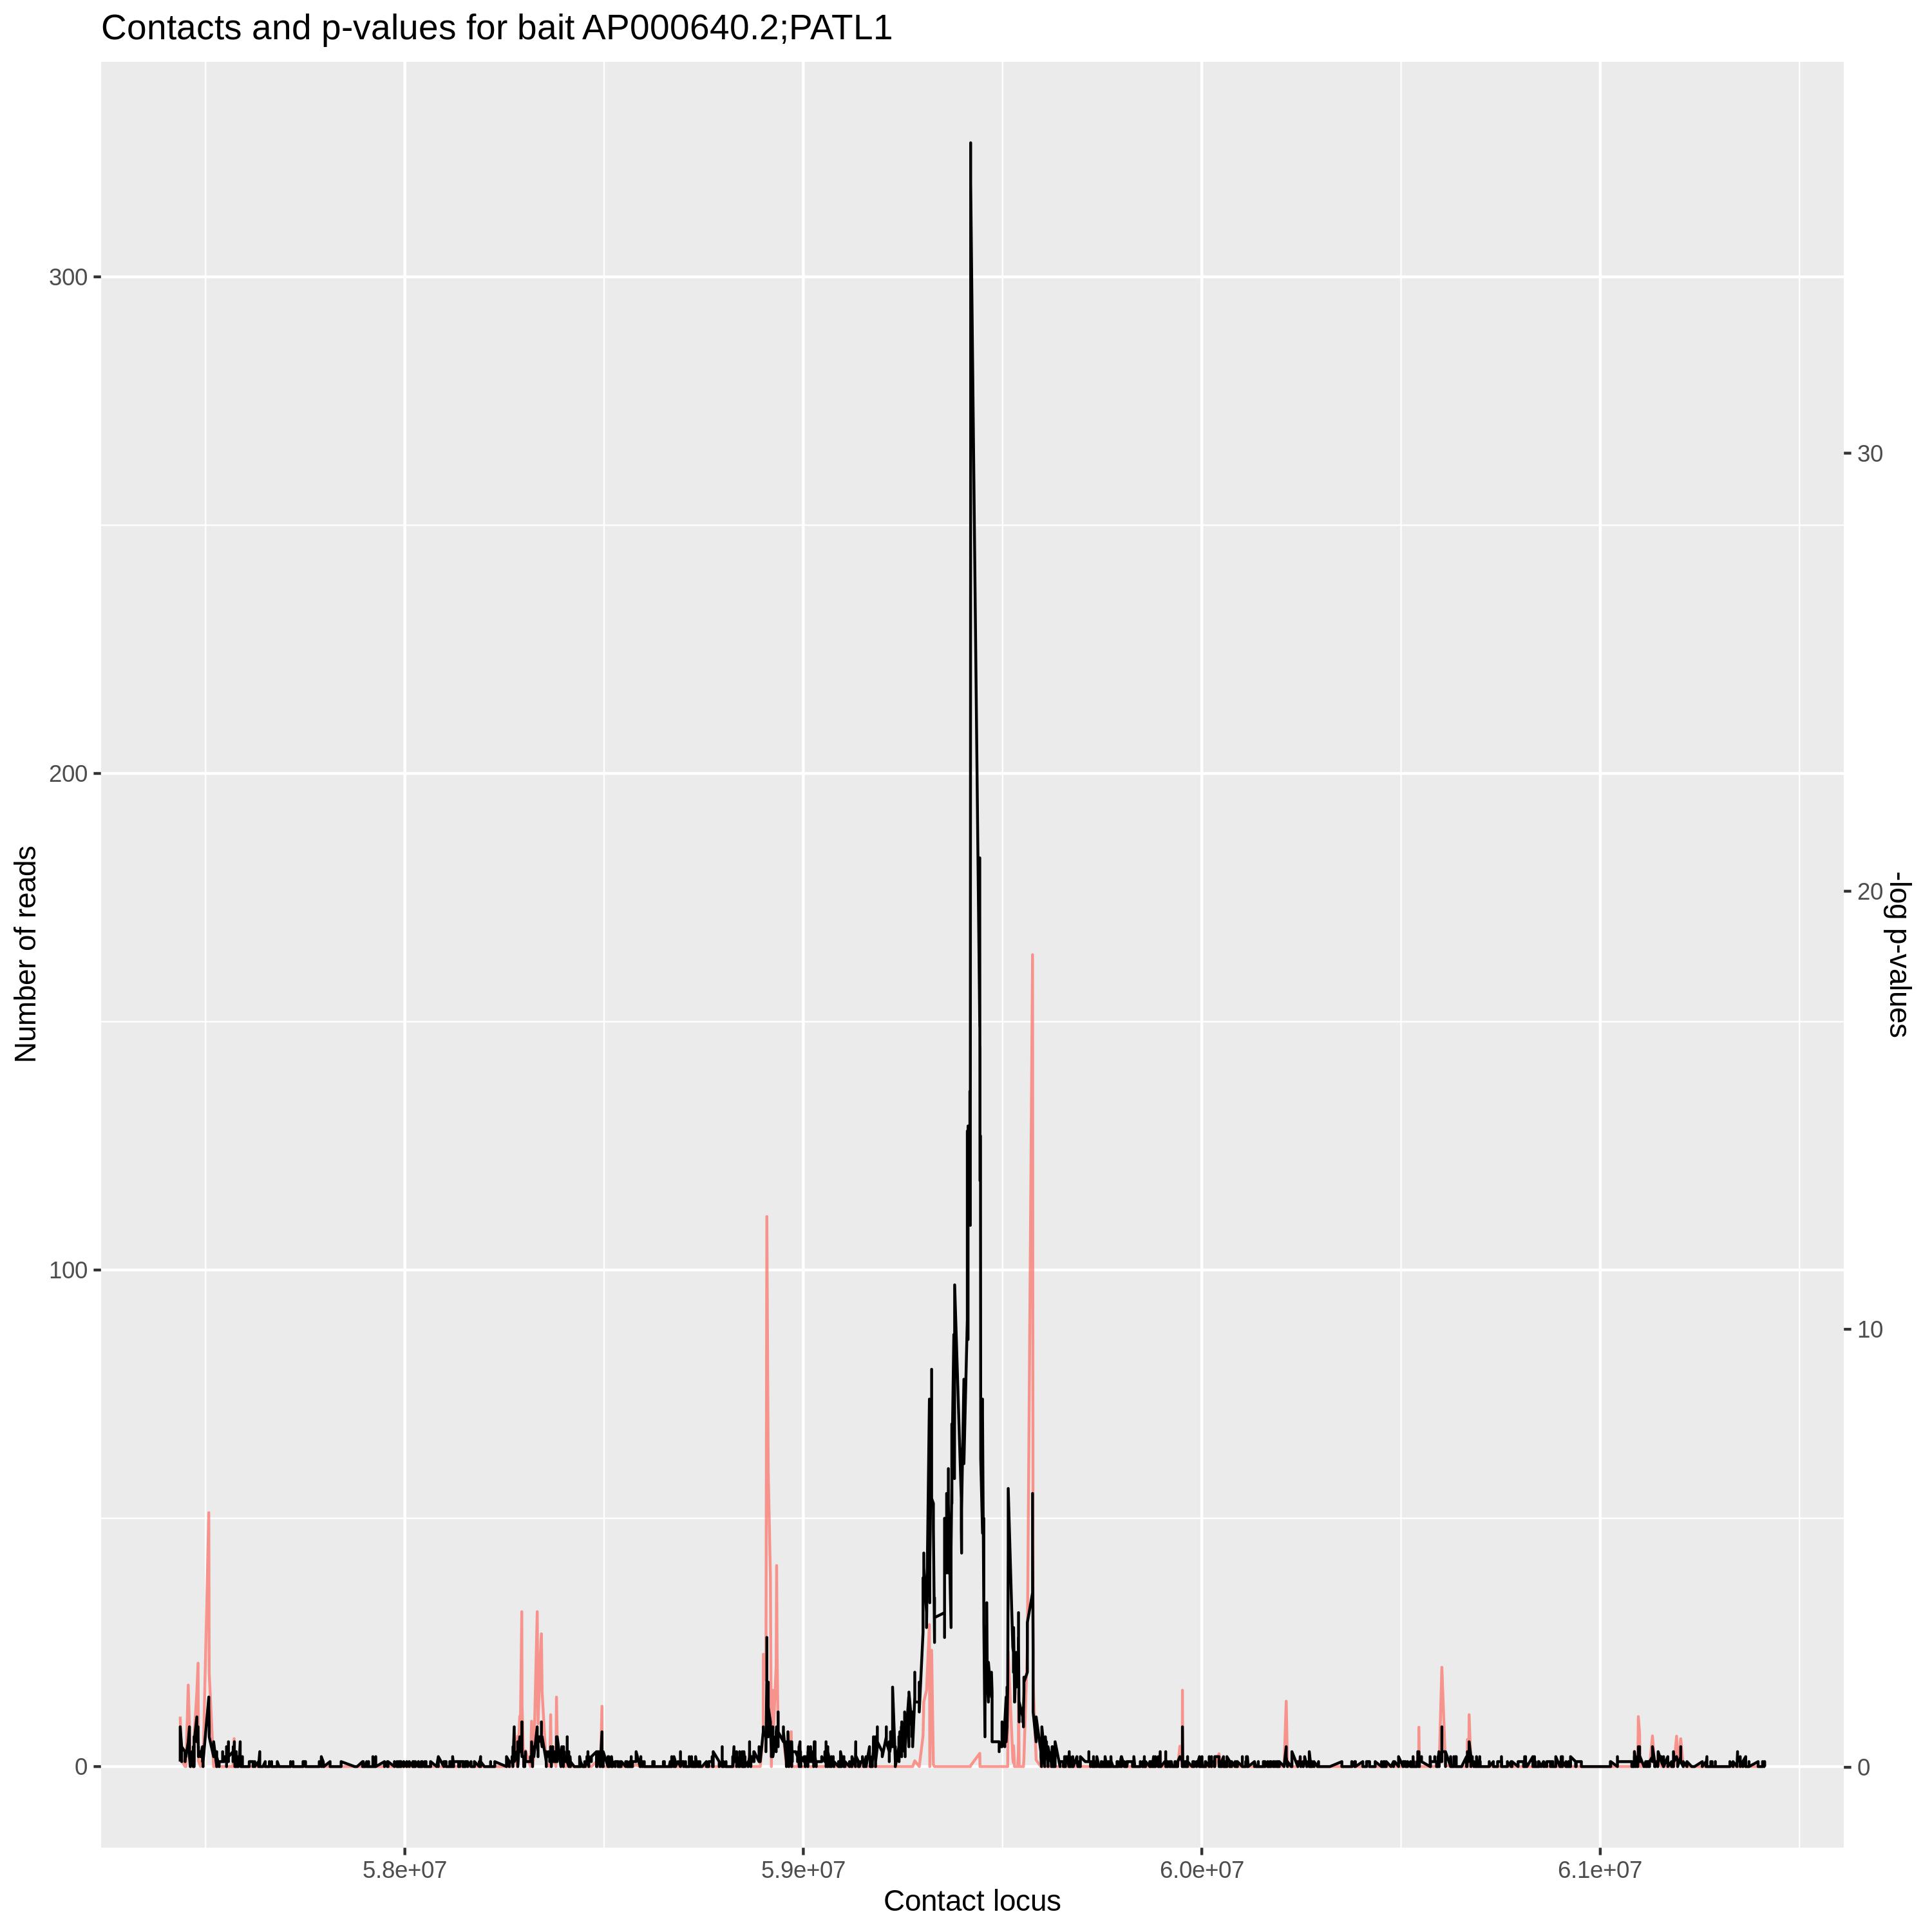 Contacts and p-values for bait AP000640.2;PATL1
300
200
100
0
Number of reads
30
20
10
0
-log p-values
5.8e+07
5.9e+07
6.0e+07
6.1e+07
Contact locus